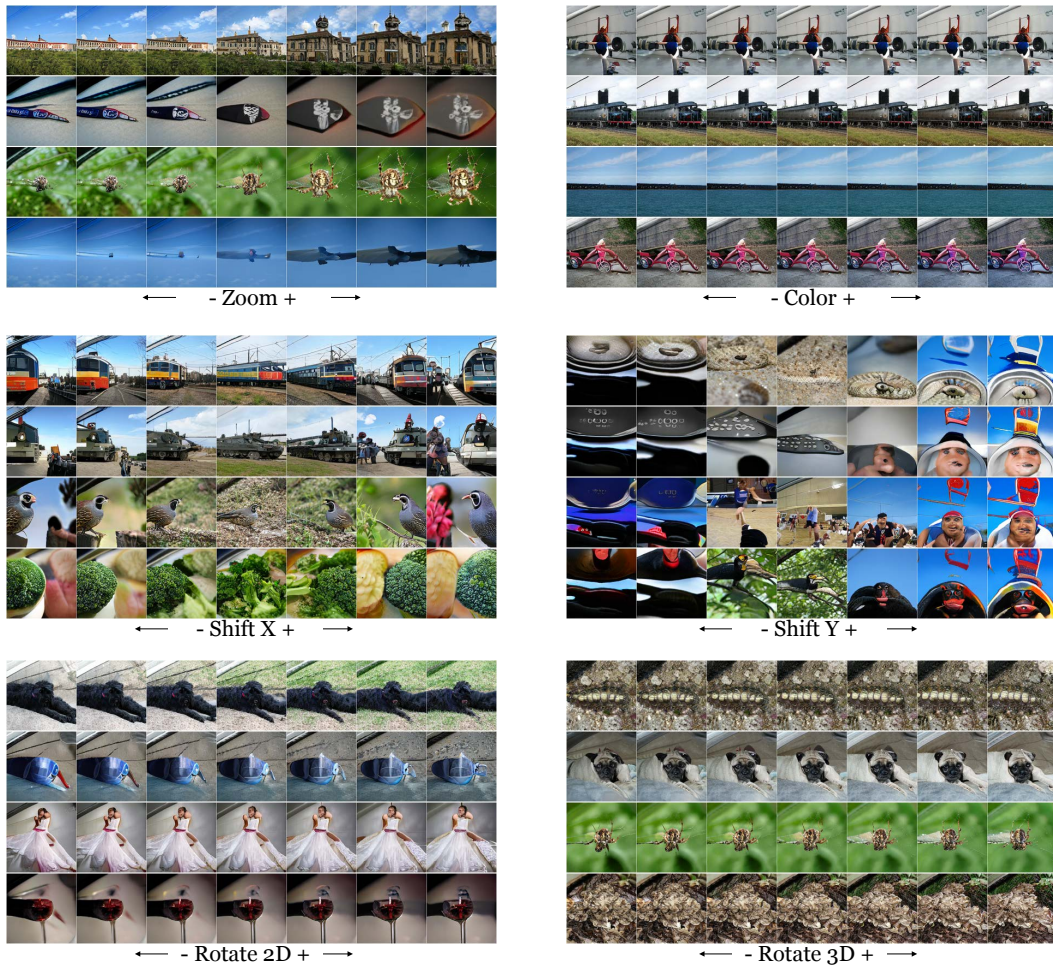 - Zoom +
- Color +
- Shift X +
- Shift Y +
- Rotate 2D +
- Rotate 3D +